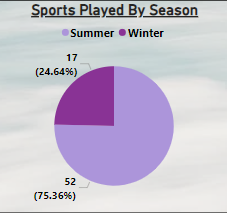 Sports Played By Season
Summer Winter
17
(24.64%)
52
(75.36%)